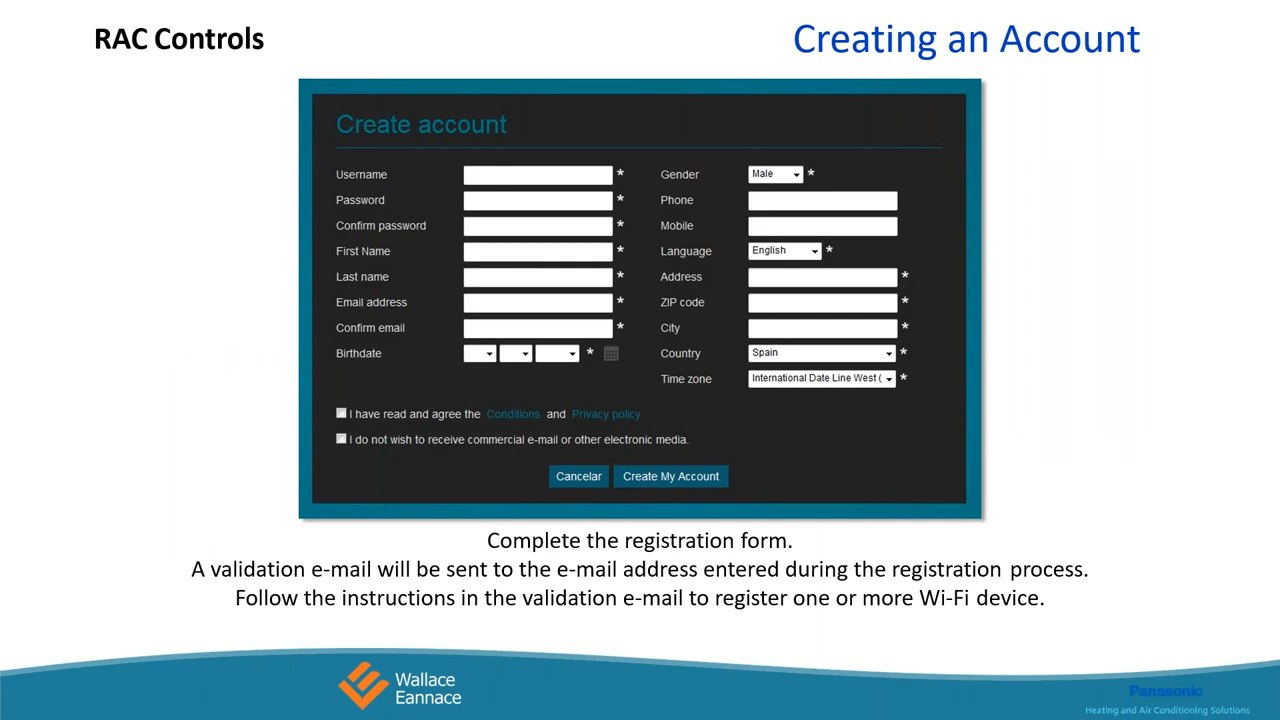 RAC Controls
Creating an Account
Create account
Username *
Password *
Confirm password *
First Name *
Last name *
Email address *
Confirm email *
Birthdate *
Gender Male *
Phone
Mobile
Language English *
Address *
ZIP code *
City *
Country Spain *
Time zone International Date Line West ( *
I have read and agree the Conditions and Privacy policy
I do not wish to receive commercial e-mail or other electronic media.
Cancelar Create My Account
Complete the registration form.
A validation e-mail will be sent to the e-mail address entered during the registration process.
Follow the instructions in the validation e-mail to register one or more Wi-Fi device.
Wallace
Eannace
Panasonic
Heating and Air Conditioning Solutions